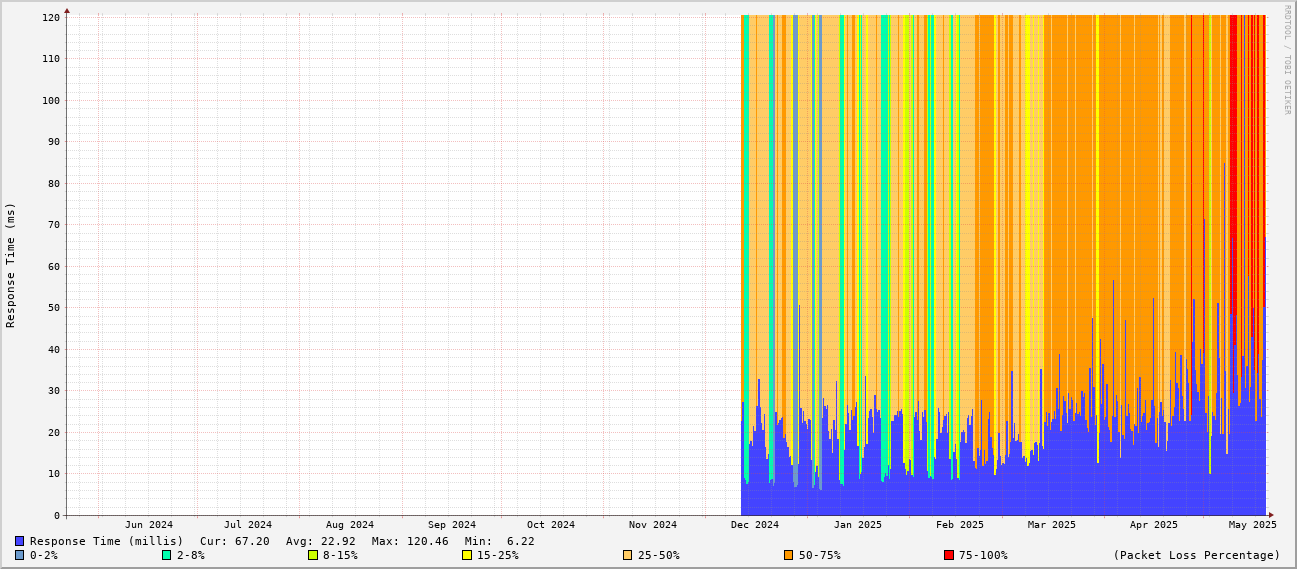 RRDTOOL / TOBI OETIKER
Response Time (ms)
120
110
100
90
80
70
60
50
40
30
20
10
0
Jun 2024 Jul 2024 Aug 2024 Sep 2024 Oct 2024 Nov 2024 Dec 2024 Jan 2025 Feb 2025 Mar 2025 Apr 2025 May 2025
Response Time (millis) Cur: 67.20 Avg: 22.92 Max: 120.46 Min: 6.22
0-2% 2-8% 8-15% 15-25% 25-50% 50-75% 75-100% (Packet Loss Percentage)